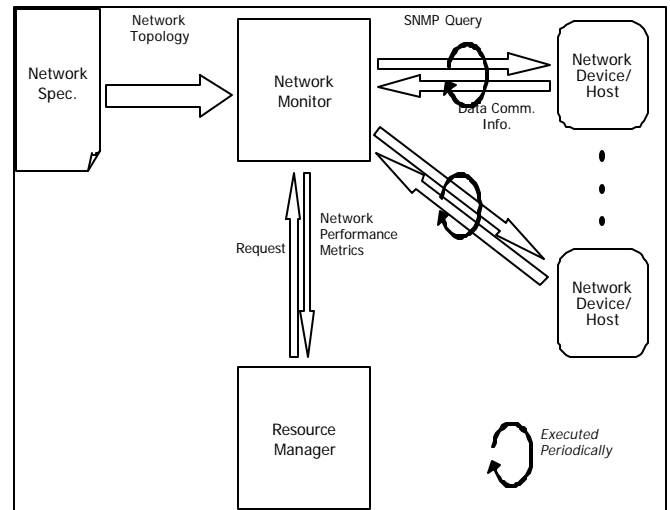 Network
Topology
SNMP Query
Network
Spec.
Network
Monitor
Network
Device/
Host
Data Comm.
Info.
Request
Network
Performance
Metrics
Network
Device/
Host
Resource
Manager
Executed
Periodically